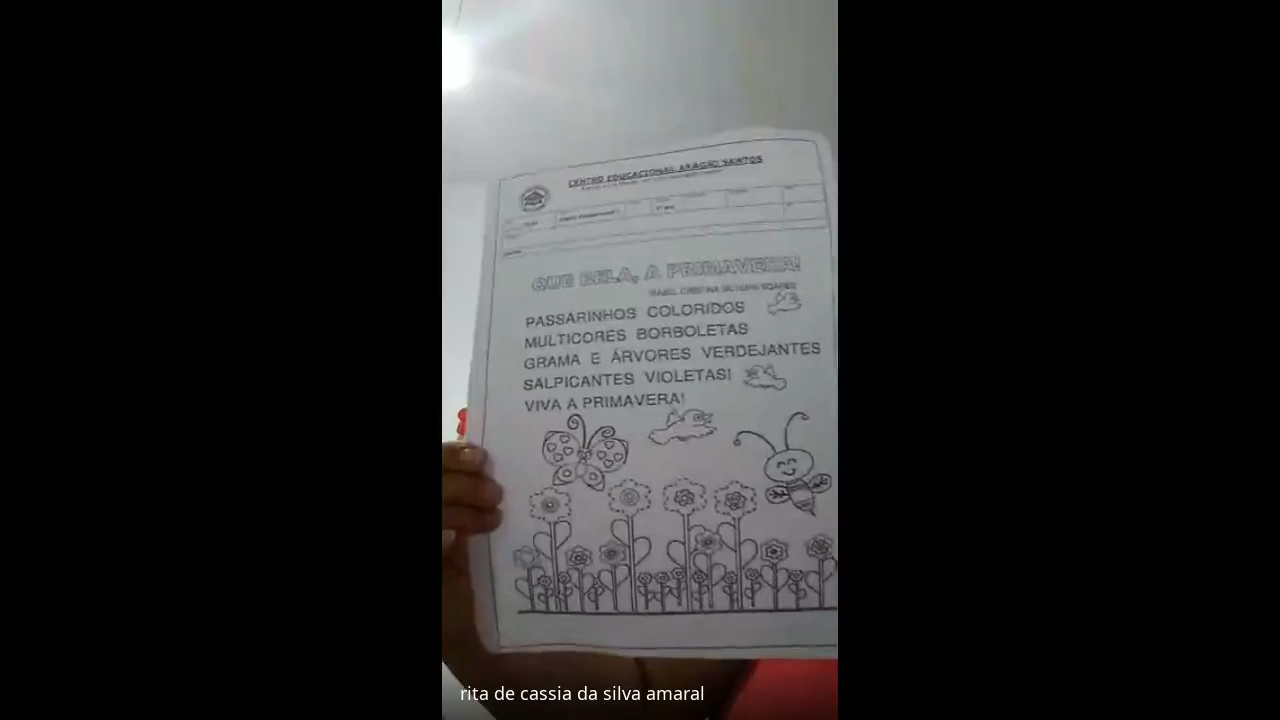 CENTRO EDUCACIONAL ARAGÃO SANTOS
QUE BELA, A PRIMAVERA!
PASSARINHOS COLORIDOS
MULTICORES BORBOLETAS
GRAMA E ÁRVORES VERDEJANTES
SALPICANTES VIOLETAS!
VIVA A PRIMAVERA!
rita de cassia da silva amaral